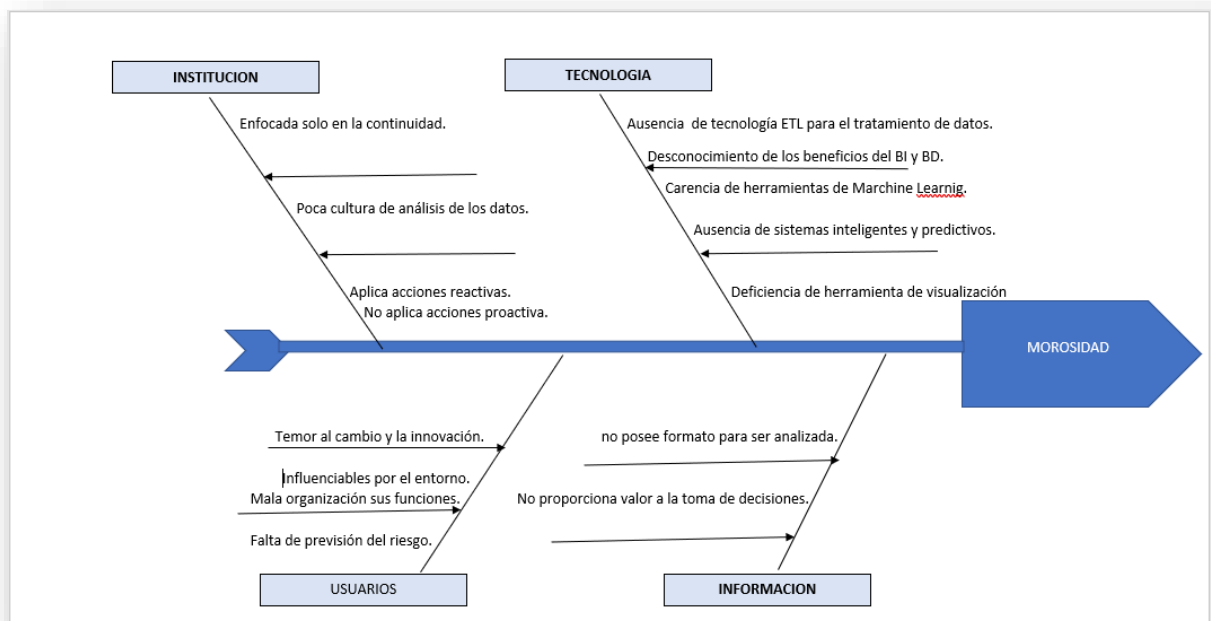 INSTITUCION
Enfocada solo en la continuidad.
Poca cultura de análisis de los datos.
Aplica acciones reactivas.
No aplica acciones proactiva.
TECNOLOGIA
Ausencia de tecnología ETL para el tratamiento de datos.
Desconocimiento de los beneficios del BI y BD.
Carencia de herramientas de Marchine Learnig.
Ausencia de sistemas inteligentes y predictivos.
Deficiencia de herramienta de visualización
MOROSIDAD
Temor al cambio y la innovación.
Influenciables por el entorno.
Mala organización sus funciones.
Falta de previsión del riesgo.
USUARIOS
no posee formato para ser analizada.
No proporciona valor a la toma de decisiones.
INFORMACION